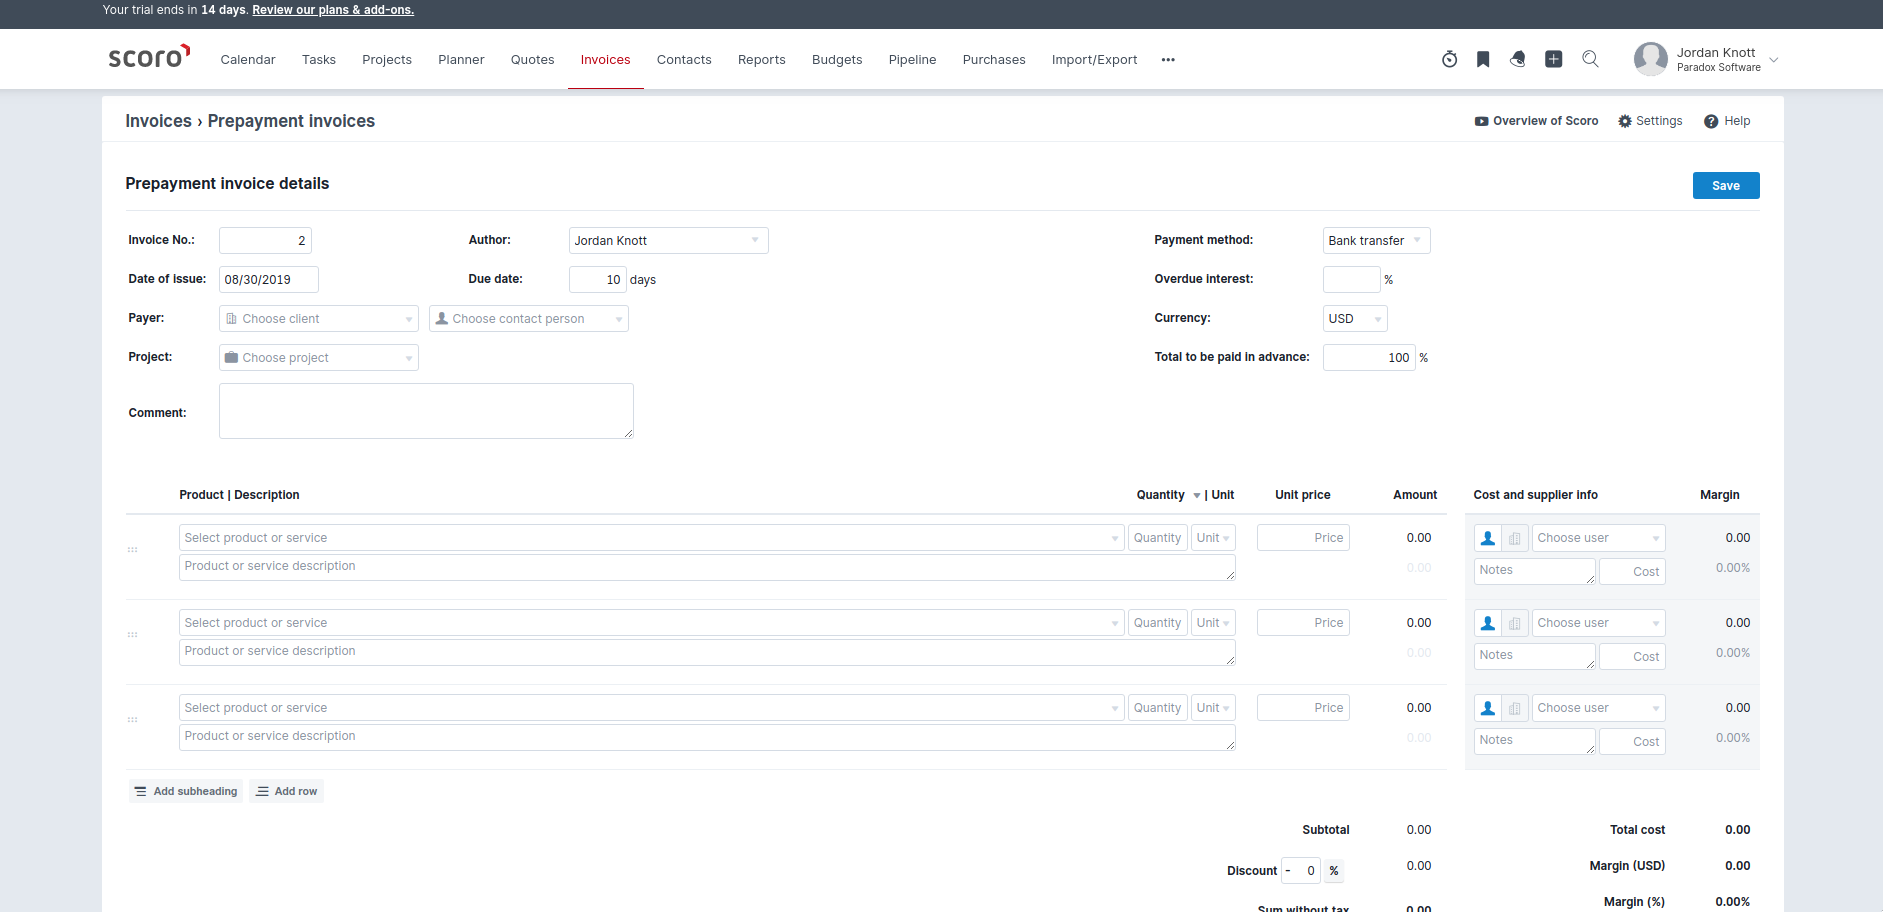 Your trial ends in 14 days. Review our plans & add-ons.
scoro Calendar Tasks Projects Planner Quotes Invoices Contacts Reports Budgets Pipeline Purchases Import/Export ••• Jordan Knott
Paradox Software
Invoices › Prepayment invoices Overview of Scoro Settings Help
Prepayment invoice details Save
Invoice No.: 2 Author: Jordan Knott Payment method: Bank transfer
Date of issue: 08/30/2019 Due date: 10 days Overdue interest: %
Payer: Choose client Choose contact person Currency: USD
Project: Choose project Total to be paid in advance: 100 %
Comment:
Product | Description Quantity | Unit Unit price Amount Cost and supplier info Margin
Select product or service Quantity Unit Price 0.00 Choose user 0.00
Product or service description 0.00 Notes Cost 0.00%
Select product or service Quantity Unit Price 0.00 Choose user 0.00
Product or service description 0.00 Notes Cost 0.00%
Select product or service Quantity Unit Price 0.00 Choose user 0.00
Product or service description 0.00 Notes Cost 0.00%
Add subheading Add row
Subtotal 0.00 Total cost 0.00
Discount - 0 % 0.00 Margin (USD) 0.00
Sum without tax 0.00 Margin (%) 0.00%